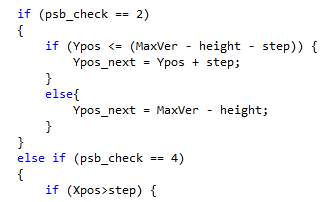 if (psb_check == 2)
{
    if (Ypos <= (MaxVer - height - step)) {
        Ypos_next = Ypos + step;
    }
    else{
        Ypos_next = MaxVer - height;
    }
}
else if (psb_check == 4)
{
    if (Xpos>step) {